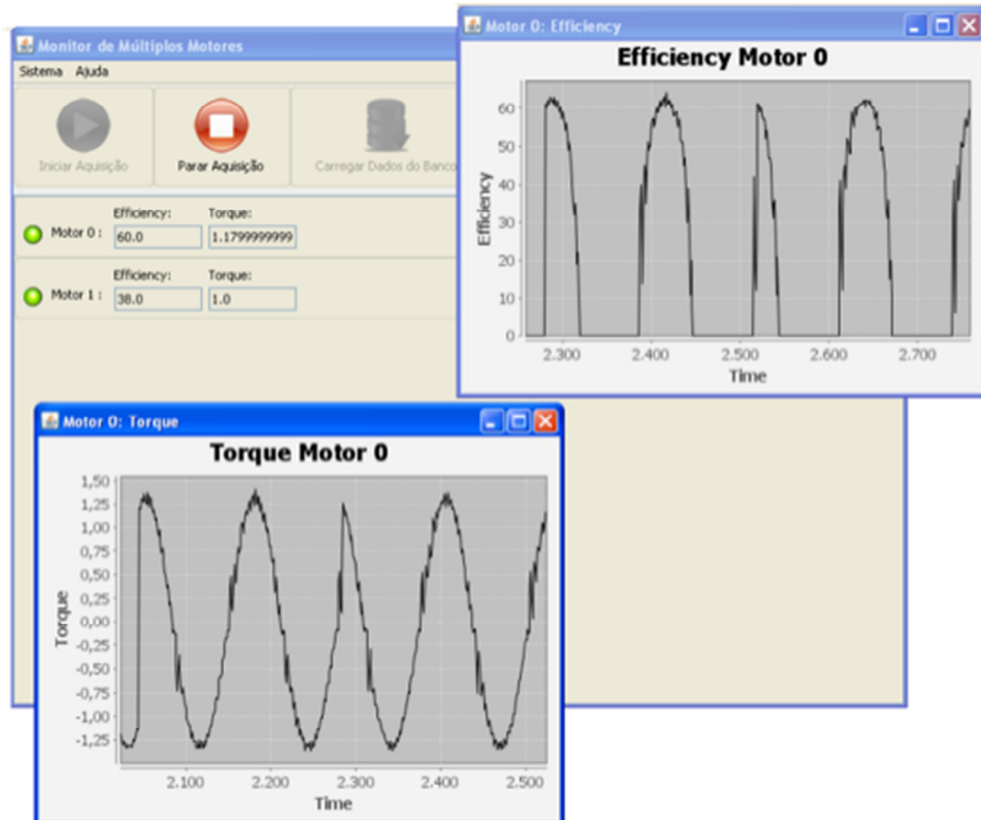 Monitor de Múltiplos Motores
Sistema Ajuda
Iniciar Aquisição
Parar Aquisição
Carregar Dados do Banco
Efficiency: Torque:
Motor 0 : 60.0 1.1799999999
Efficiency: Torque:
Motor 1 : 38.0 1.0
Motor 0: Efficiency
Efficiency Motor 0
Efficiency
60
50
40
30
20
10
0
2.300 2.400 2.500 2.600 2.700
Time
Motor 0: Torque
Torque Motor 0
Torque
1,50
1,25
1,00
0,75
0,50
0,25
0,00
-0,25
-0,50
-0,75
-1,00
-1,25
2.100 2.200 2.300 2.400 2.500
Time